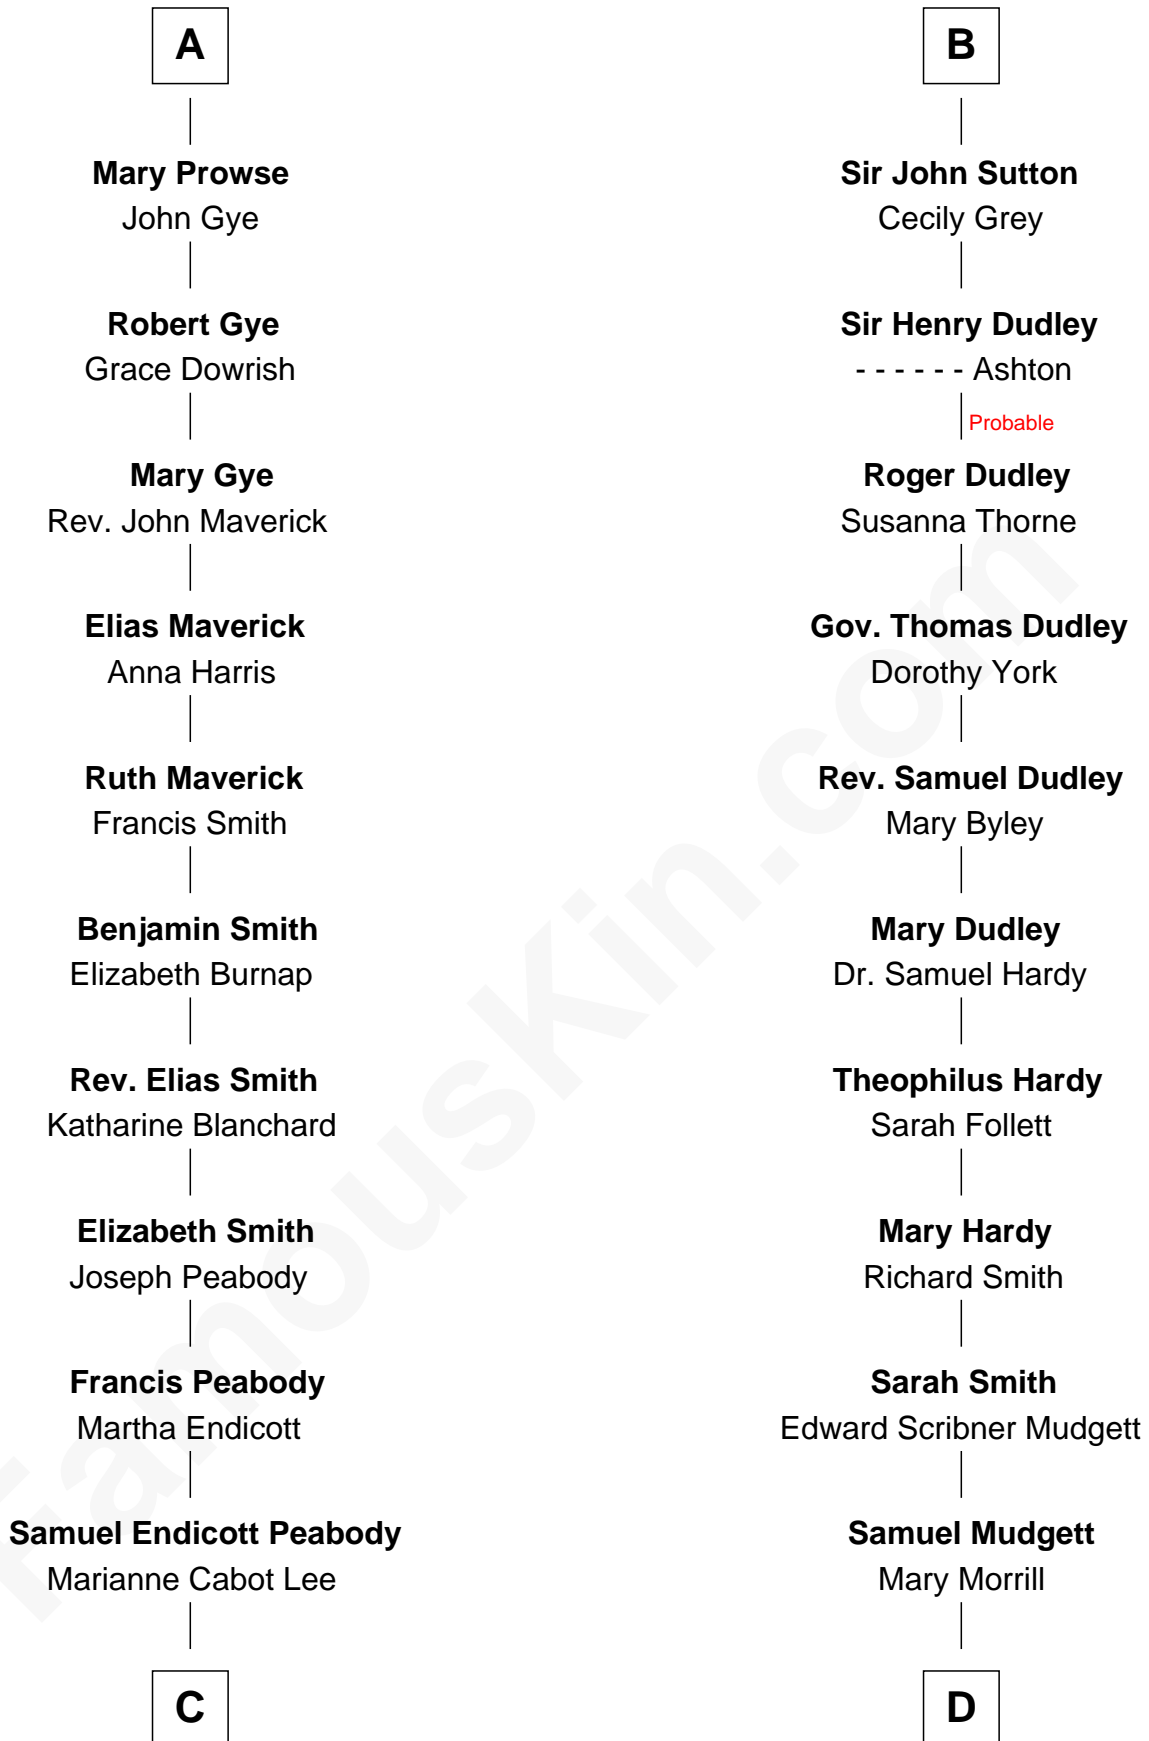 A
Mary Prowse
John Gye
Robert Gye
Grace Dowrish
Mary Gye
Rev. John Maverick
Elias Maverick
Anna Harris
Ruth Maverick
Francis Smith
Benjamin Smith
Elizabeth Burnap
Rev. Elias Smith
Katharine Blanchard
Elizabeth Smith
Joseph Peabody
Francis Peabody
Martha Endicott
Samuel Endicott Peabody
Marianne Cabot Lee
C
B
Sir John Sutton
Cecily Grey
Sir Henry Dudley
- - - - - - Ashton
Probable
Roger Dudley
Susanna Thorne
Gov. Thomas Dudley
Dorothy York
Rev. Samuel Dudley
Mary Byley
Mary Dudley
Dr. Samuel Hardy
Theophilus Hardy
Sarah Follett
Mary Hardy
Richard Smith
Sarah Smith
Edward Scribner Mudgett
Samuel Mudgett
Mary Morrill
D
FamousKin.com